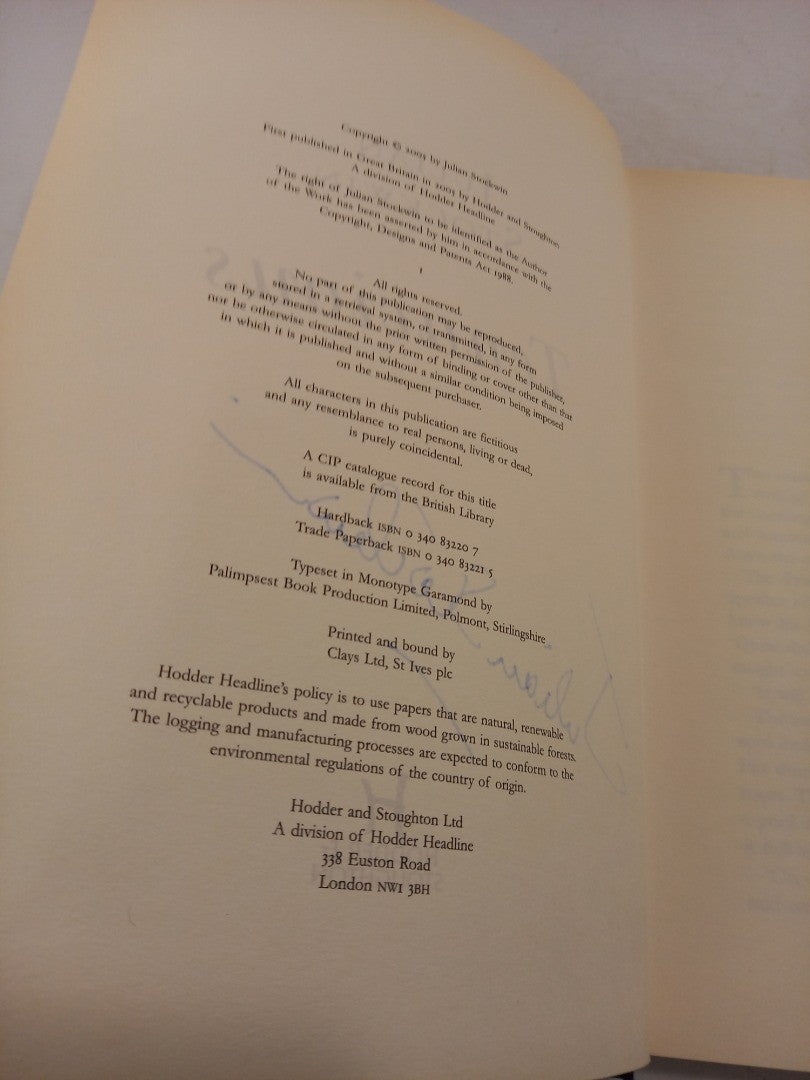 Copyright © 2005 by Julian Stockwin
First published in Great Britain in 2005 by Hodder and Stoughton
A division of Hodder Headline
The right of Julian Stockwin to be identified as the Author
of the Work has been asserted by him in accordance with the
Copyright, Designs and Patents Act 1988.
1
All rights reserved.
No part of this publication may be reproduced,
stored in a retrieval system, or transmitted, in any form
or by any means without the prior written permission of the publisher,
nor be otherwise circulated in any form of binding or cover other than that
in which it is published and without a similar condition being imposed
on the subsequent purchaser.
All characters in this publication are fictitious
and any resemblance to real persons, living or dead,
is purely coincidental.
A CIP catalogue record for this title
is available from the British Library
Hardback ISBN 0 340 83220 7
Trade Paperback ISBN 0 340 83221 5
Typeset in Monotype Garamond by
Palimpsest Book Production Limited, Polmont, Stirlingshire
Printed and bound by
Clays Ltd, St Ives plc
Hodder Headline's policy is to use papers that are natural, renewable
and recyclable products and made from wood grown in sustainable forests.
The logging and manufacturing processes are expected to conform to the
environmental regulations of the country of origin.
Hodder and Stoughton Ltd
A division of Hodder Headline
338 Euston Road
London NW1 3BH